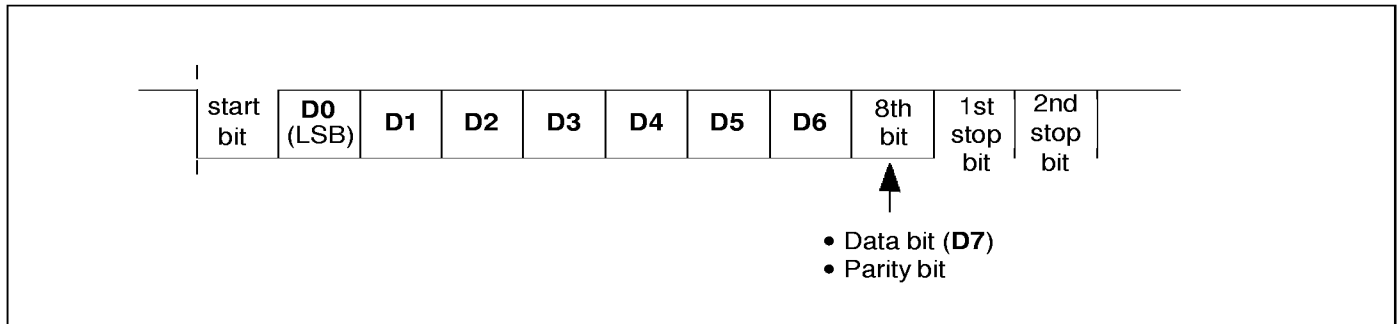 start bit
D0 (LSB)
D1
D2
D3
D4
D5
D6
8th bit
1st stop bit
2nd stop bit
• Data bit (D7)
• Parity bit